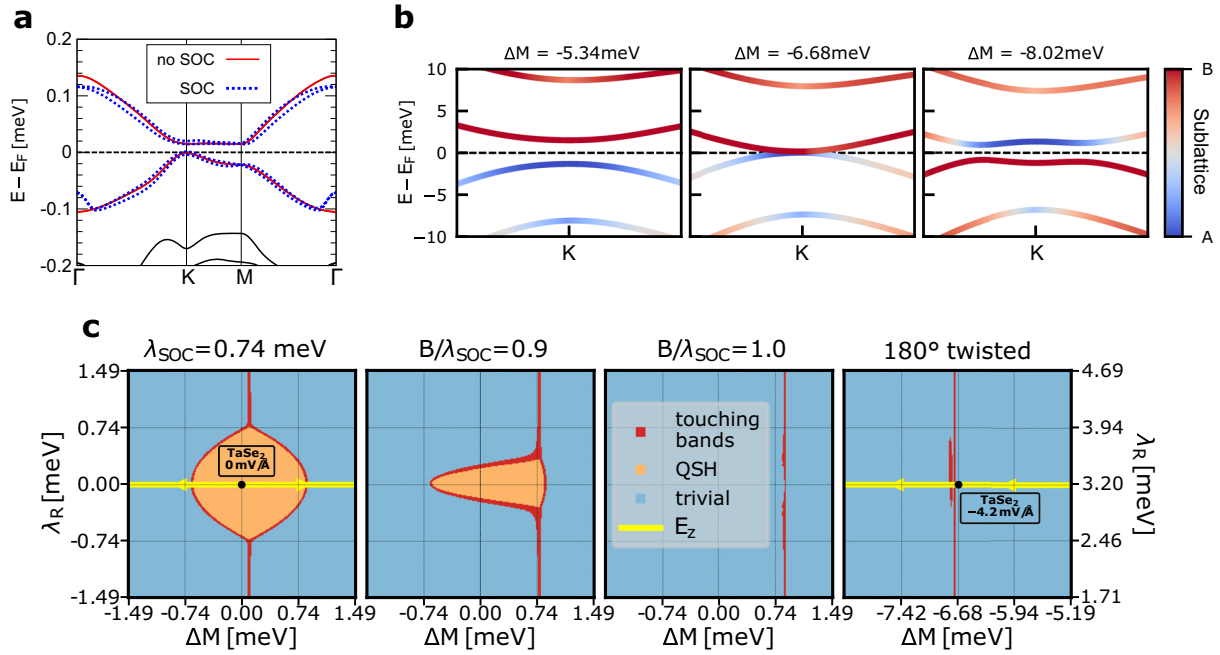 a
0.2
0.1
0
-0.1
-0.2
E − E_F [meV]
no SOC
SOC
Γ K M Γ
b
ΔM = -5.34meV
ΔM = -6.68meV
ΔM = -8.02meV
10
5
0
−5
−10
E − E_F [meV]
K
K
K
B
Sublattice
A
c
λ_SOC=0.74 meV
B/λ_SOC=0.9
B/λ_SOC=1.0
180° twisted
1.49
0.74
0.00
-0.74
-1.49
λ_R [meV]
TaSe₂
0 mV/Å
touching
bands
QSH
trivial
E_z
TaSe₂
−4.2 mV/Å
4.69
3.94
3.20
2.46
1.71
λ_R [meV]
-1.49 -0.74 0.00 0.74 1.49
-0.74 0.00 0.74 1.49
-0.74 0.00 0.74 1.49
-7.42 -6.68 -5.94 -5.19
ΔM [meV]
ΔM [meV]
ΔM [meV]
ΔM [meV]